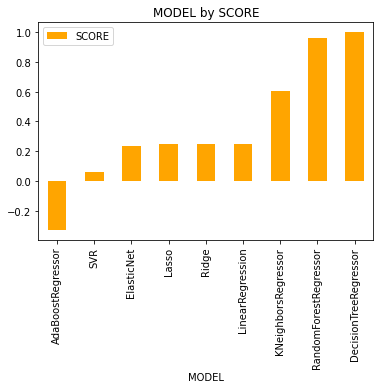 MODEL by SCORE
SCORE
1.0
0.8
0.6
0.4
0.2
0.0
−0.2
AdaBoostRegressor
SVR
ElasticNet
Lasso
Ridge
LinearRegression
KNeighborsRegressor
RandomForestRegressor
DecisionTreeRegressor
MODEL